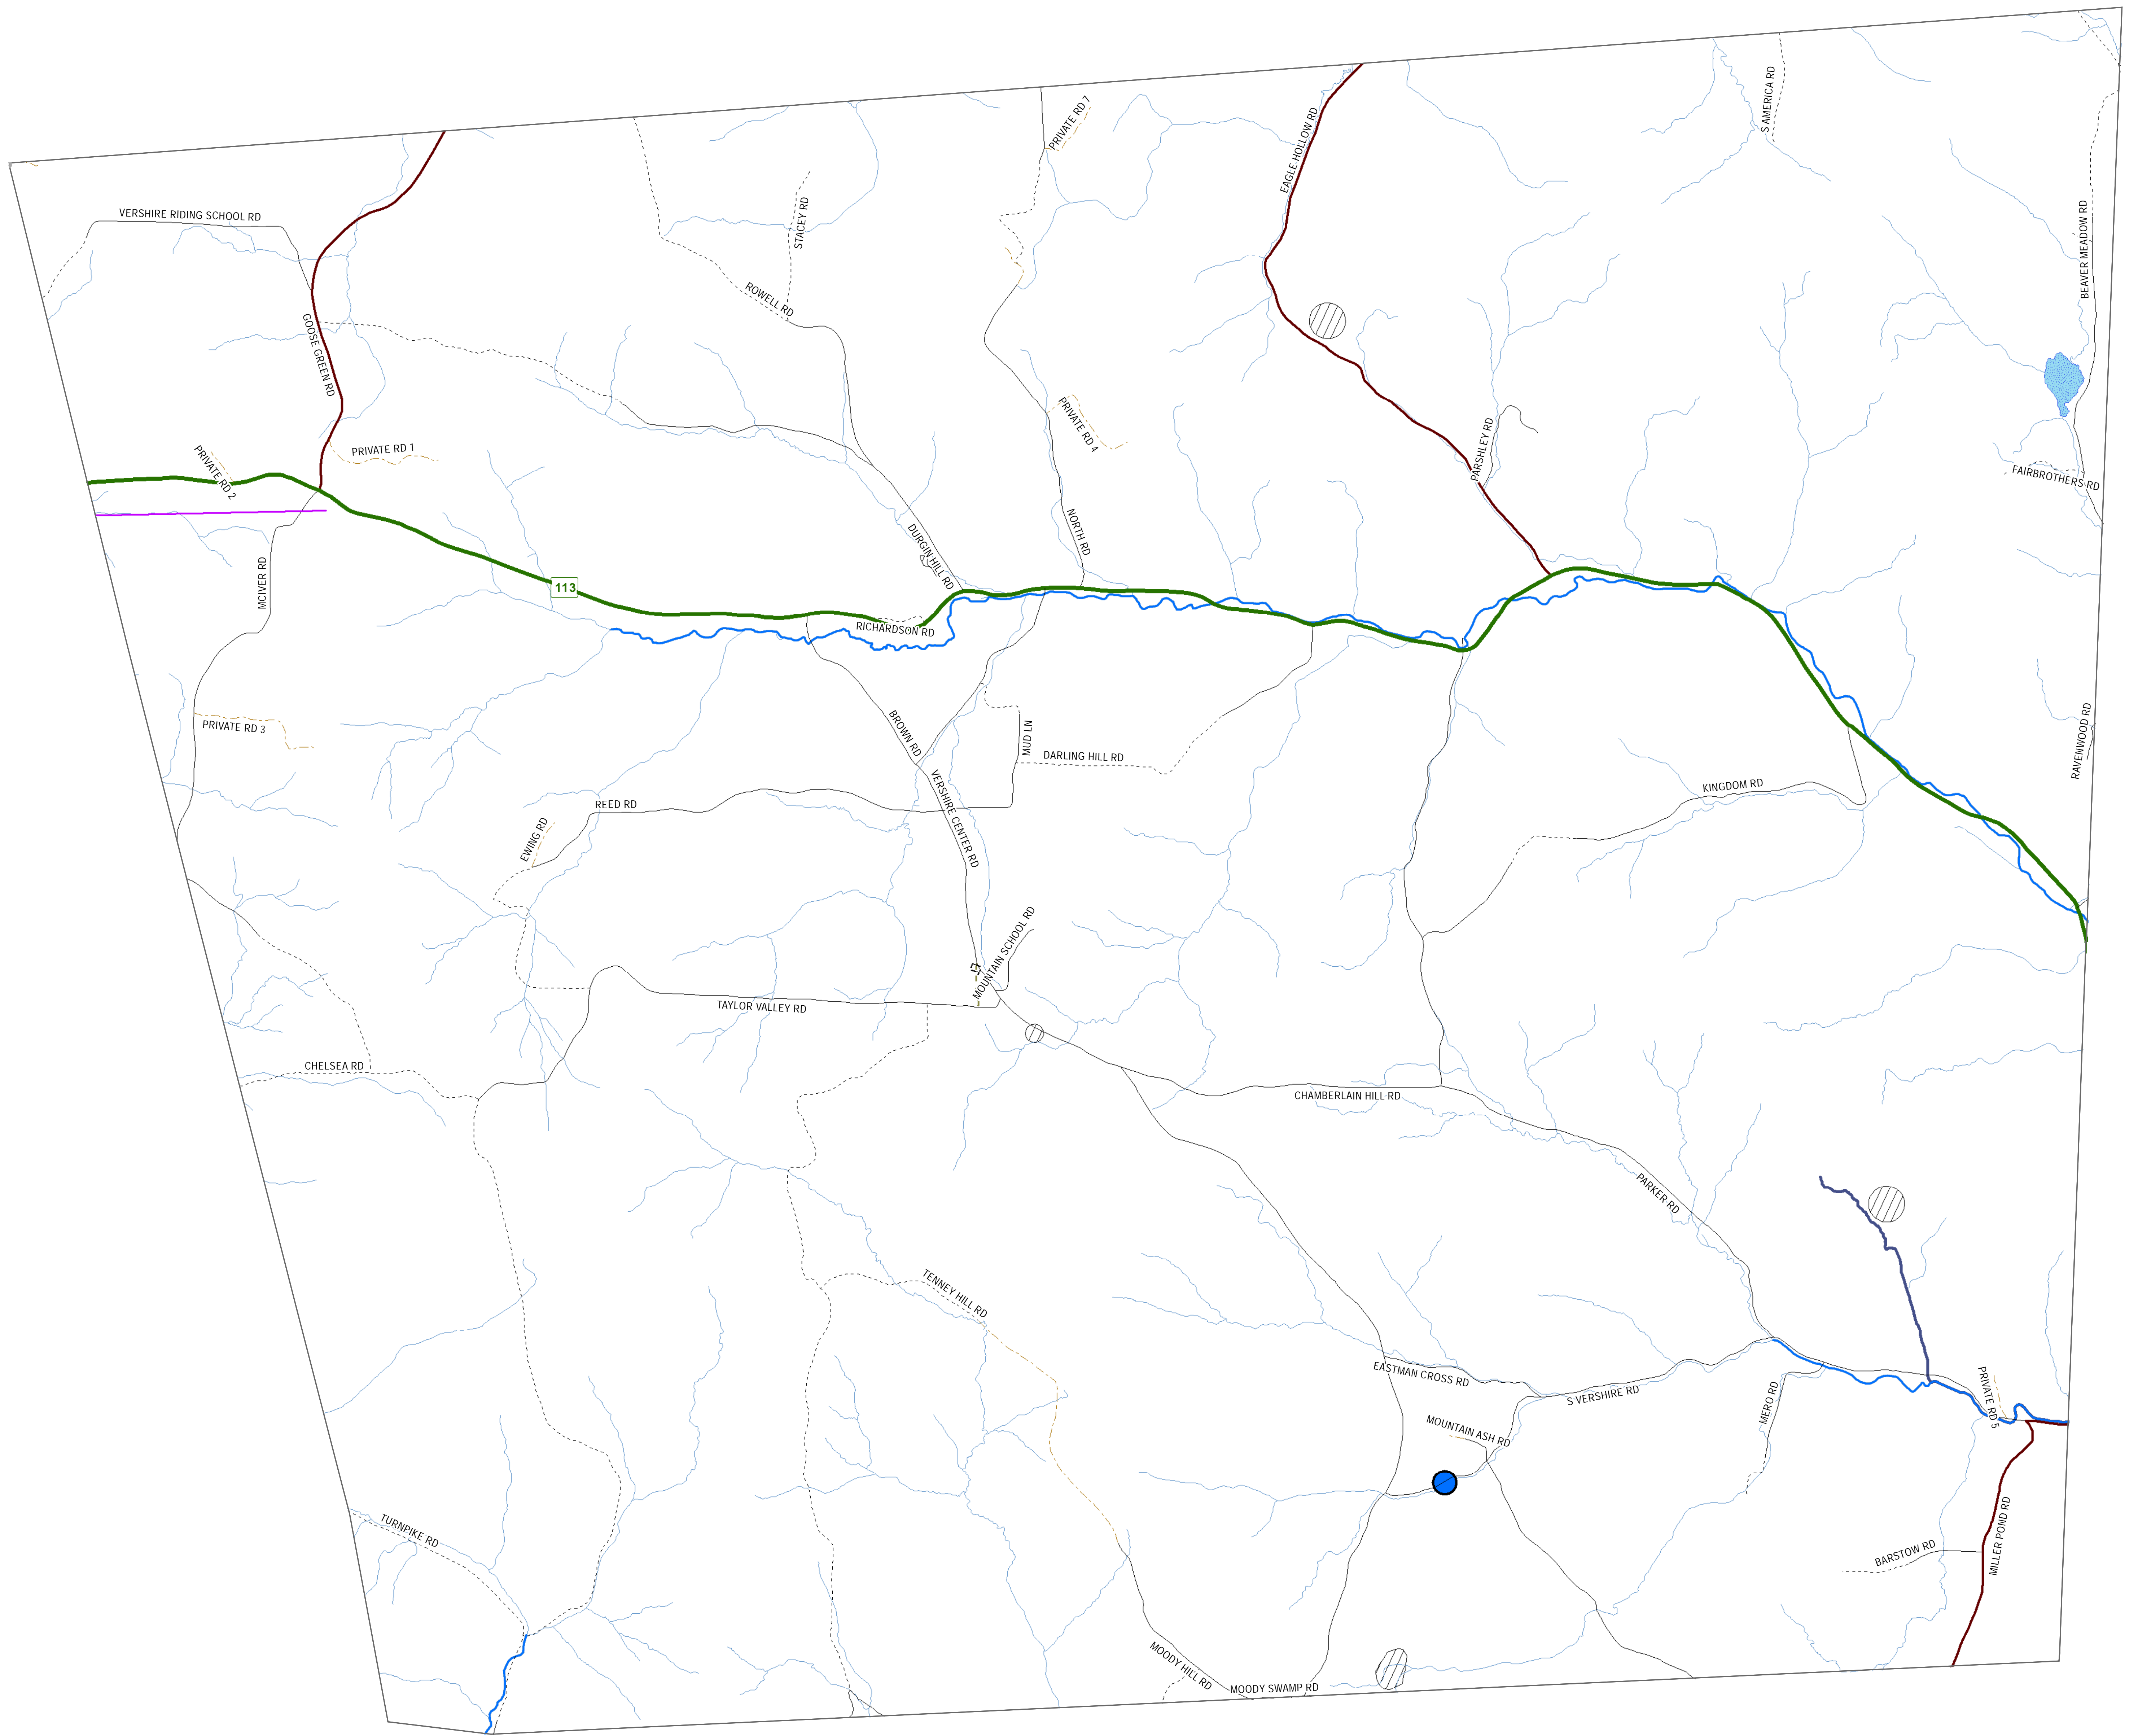 PRIVATE RD 7
S AMERICA RD
EAGLE HOLLOW RD
VERSHIRE RIDING SCHOOL RD
STACEY RD
BEAVER MEADOW RD
ROWELL RD
GOOSE GREEN RD
PRIVATE RD 4
PRIVATE RD 1
PRIVATE RD 2
PARSHLEY RD
FAIRBROTHERS RD
NORTH RD
DURGIN HILL RD
MCIVER RD
113
RICHARDSON RD
PRIVATE RD 3
BROWN RD
MUD LN
DARLING HILL RD
RAVENWOOD RD
KINGDOM RD
REED RD
EWING RD
VERSHIRE CENTER RD
MOUNTAIN SCHOOL RD
TAYLOR VALLEY RD
CHELSEA RD
CHAMBERLAIN HILL RD
PARKER RD
TENNEY HILL RD
EASTMAN CROSS RD
S VERSHIRE RD
MERO RD
PRIVATE RD 5
MOUNTAIN ASH RD
TURNPIKE RD
BARSTOW RD
MILLER POND RD
MOODY HILL RD
MOODY SWAMP RD